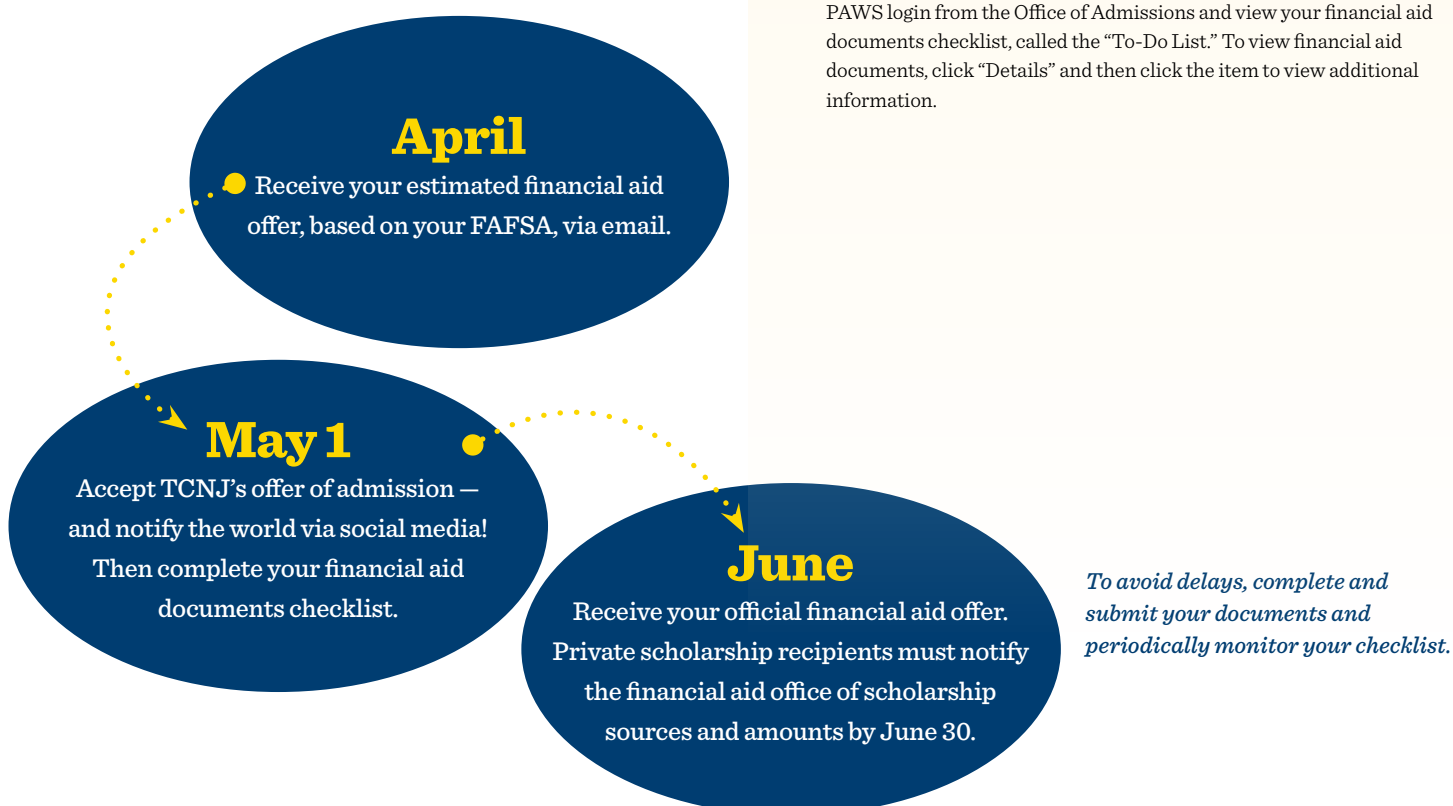 PAWS login from the Office of Admissions and view your financial aid
documents checklist, called the “To-Do List.” To view financial aid
documents, click “Details” and then click the item to view additional
information.
April
Receive your estimated financial aid
offer, based on your FAFSA, via email.
May 1
Accept TCNJ’s offer of admission —
and notify the world via social media!
Then complete your financial aid
documents checklist.
June
Receive your official financial aid offer.
Private scholarship recipients must notify
the financial aid office of scholarship
sources and amounts by June 30.
To avoid delays, complete and
submit your documents and
periodically monitor your checklist.